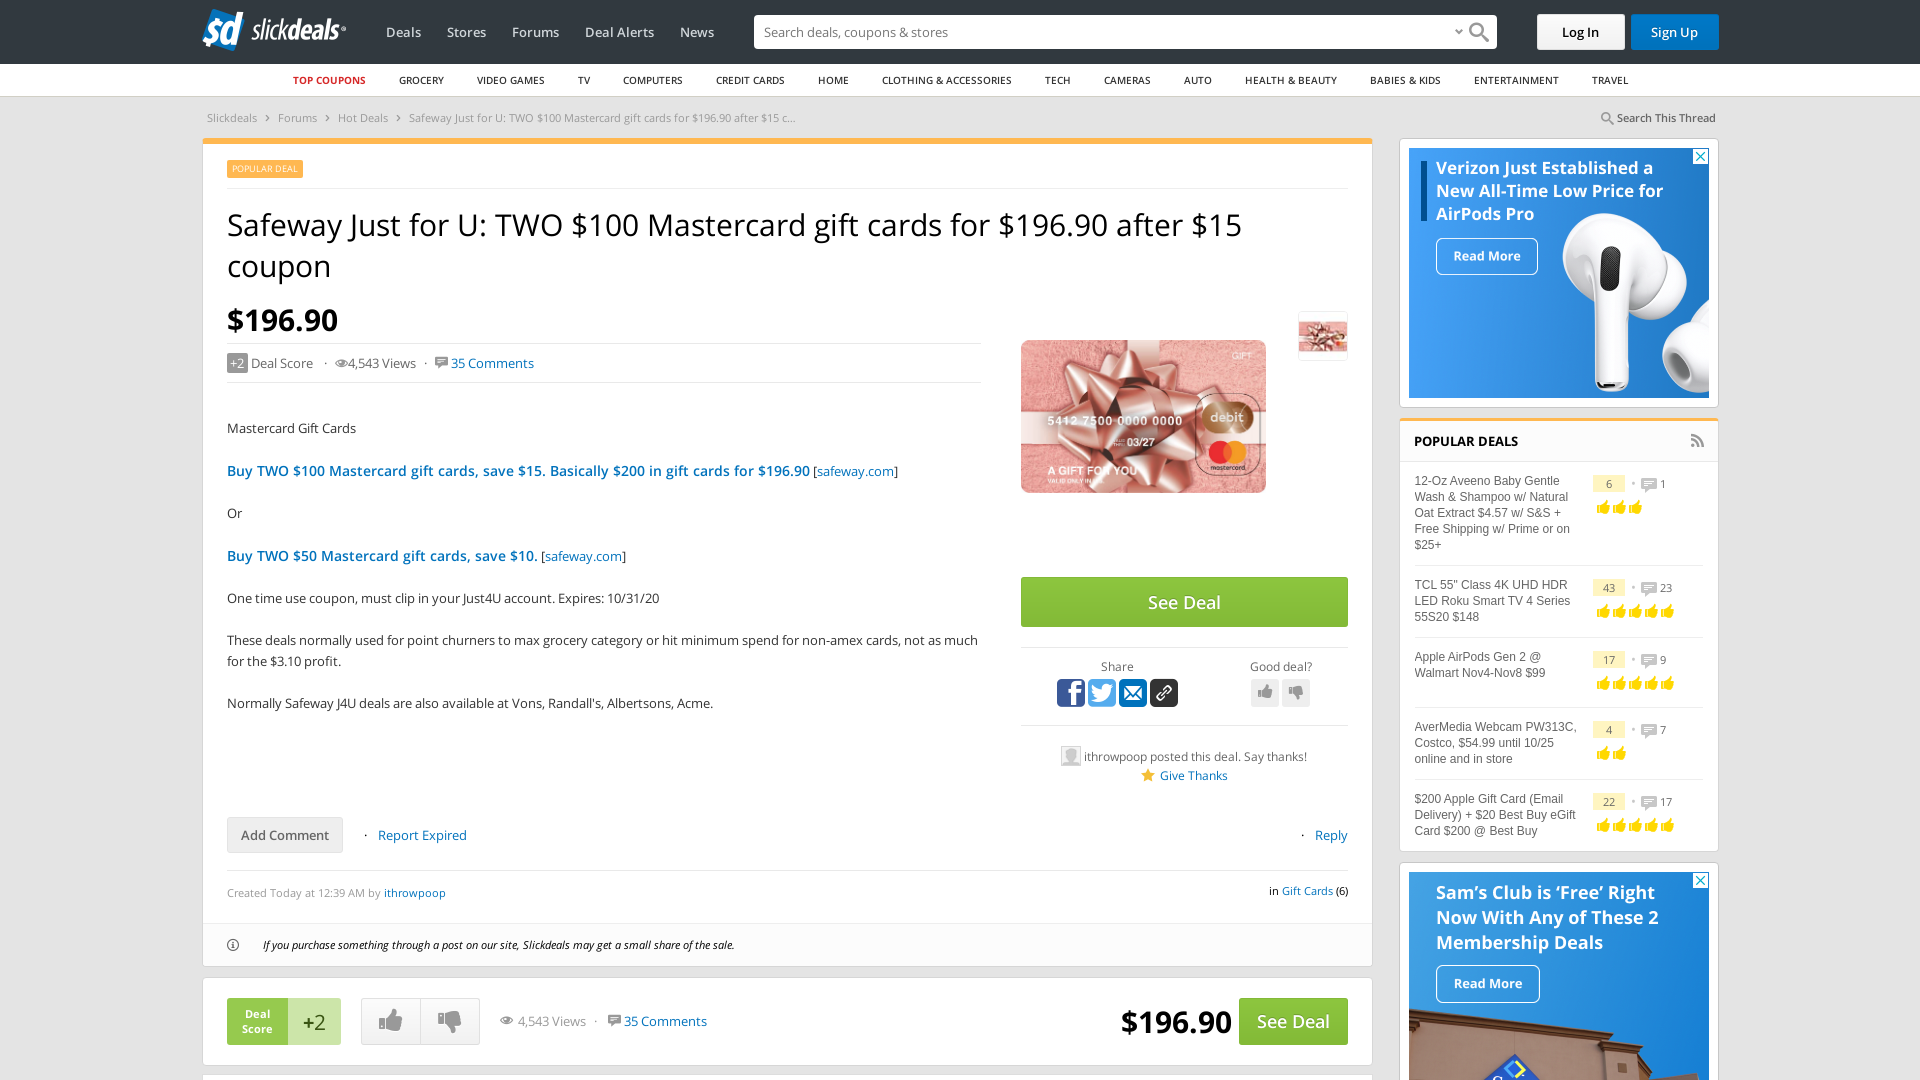 sd slickdeals
Deals
Stores
Forums
Deal Alerts
News
Search deals, coupons & stores
Log In
Sign Up
TOP COUPONS
GROCERY
VIDEO GAMES
TV
COMPUTERS
CREDIT CARDS
HOME
CLOTHING & ACCESSORIES
TECH
CAMERAS
AUTO
HEALTH & BEAUTY
BABIES & KIDS
ENTERTAINMENT
TRAVEL
Slickdeals › Forums › Hot Deals › Safeway Just for U: TWO $100 Mastercard gift cards for $196.90 after $15 c...
Search This Thread
POPULAR DEAL
Safeway Just for U: TWO $100 Mastercard gift cards for $196.90 after $15
coupon
$196.90
+2 Deal Score · 4,543 Views · 35 Comments
Mastercard Gift Cards
Buy TWO $100 Mastercard gift cards, save $15. Basically $200 in gift cards for $196.90 [safeway.com]
Or
Buy TWO $50 Mastercard gift cards, save $10. [safeway.com]
One time use coupon, must clip in your Just4U account. Expires: 10/31/20
These deals normally used for point churners to max grocery category or hit minimum spend for non-amex cards, not as much
for the $3.10 profit.
Normally Safeway J4U deals are also available at Vons, Randall's, Albertsons, Acme.
GIFT
debit
5412 7500 0000 0000
03/27
mastercard
A GIFT FOR YOU
See Deal
Share
Good deal?
ithrowpoop posted this deal. Say thanks!
Give Thanks
Add Comment
· Report Expired
· Reply
Created Today at 12:39 AM by ithrowpoop
in Gift Cards (6)
If you purchase something through a post on our site, Slickdeals may get a small share of the sale.
Deal
Score
+2
4,543 Views · 35 Comments
$196.90
See Deal
Verizon Just Established a
New All-Time Low Price for
AirPods Pro
Read More
POPULAR DEALS
12-Oz Aveeno Baby Gentle
Wash & Shampoo w/ Natural
Oat Extract $4.57 w/ S&S +
Free Shipping w/ Prime or on
$25+
6 • 1
TCL 55" Class 4K UHD HDR
LED Roku Smart TV 4 Series
55S20 $148
43 • 23
Apple AirPods Gen 2 @
Walmart Nov4-Nov8 $99
17 • 9
AverMedia Webcam PW313C,
Costco, $54.99 until 10/25
online and in store
4 • 7
$200 Apple Gift Card (Email
Delivery) + $20 Best Buy eGift
Card $200 @ Best Buy
22 • 17
Sam’s Club is ‘Free’ Right
Now With Any of These 2
Membership Deals
Read More